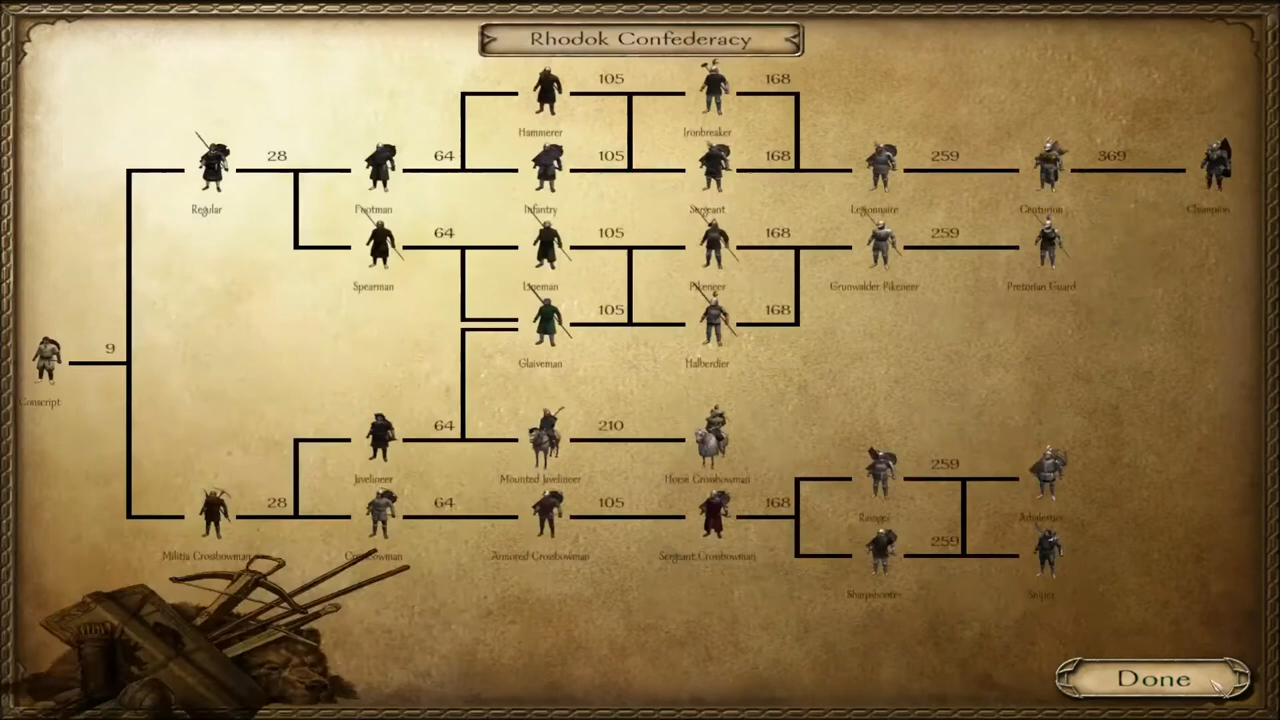 Rhodok Confederacy
105 168
Hammerer Ironbreaker
28 64 105 168 259 369
Regular Footman Infantry Sergeant Legionnaire Centurion Champion
64 105 168 259
Spearman Lineman Pikeneer Grunwalder Pikeneer Pretorian Guard
105 168
Glaiveman Halberdier
9
Conscript
64 210
Javelineer Mounted Javelineer Horse Crossbowman
259
28 64 105 168
Arbalestier
Militia Crossbowman Crossbowman Armored Crossbowman Sergeant Crossbowman
259
Sharpshooter Sniper
Done